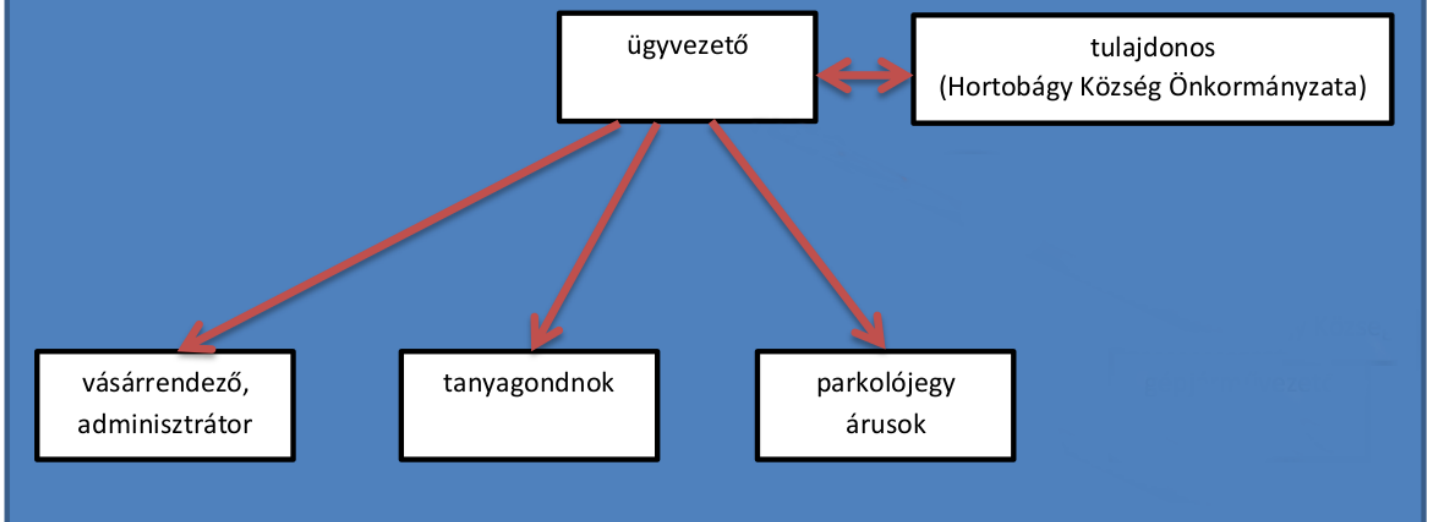 ügyvezető
tulajdonos
(Hortobágy Község Önkormányzata)
vásárrendező,
adminisztrátor
tanyagondnok
parkolójegy
árusok